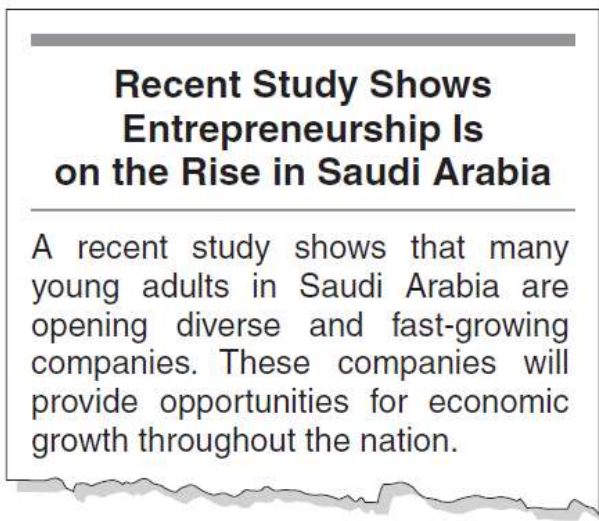 Recent Study Shows
Entrepreneurship Is
on the Rise in Saudi Arabia
A recent study shows that many
young adults in Saudi Arabia are
opening diverse and fast-growing
companies. These companies will
provide opportunities for economic
growth throughout the nation.